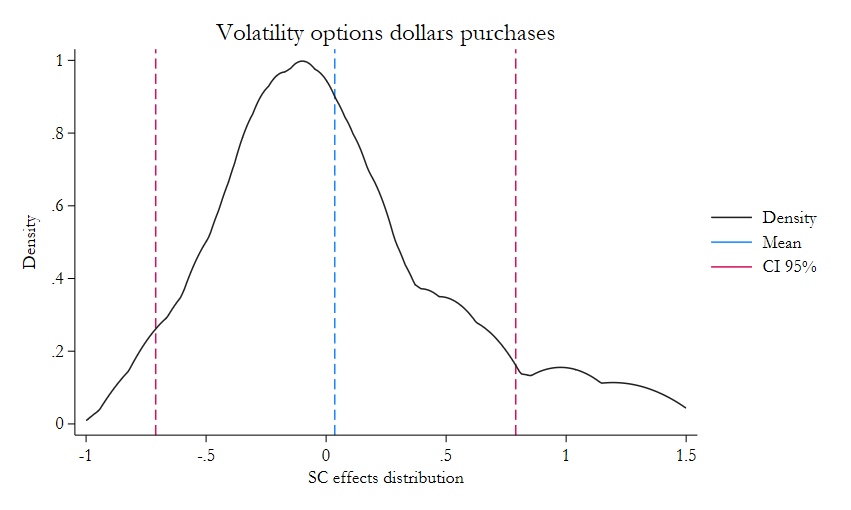 Volatility options dollars purchases
Density
1
.8
.6
.4
.2
0
-1
-.5
0
.5
1
1.5
SC effects distribution
Density
Mean
CI 95%